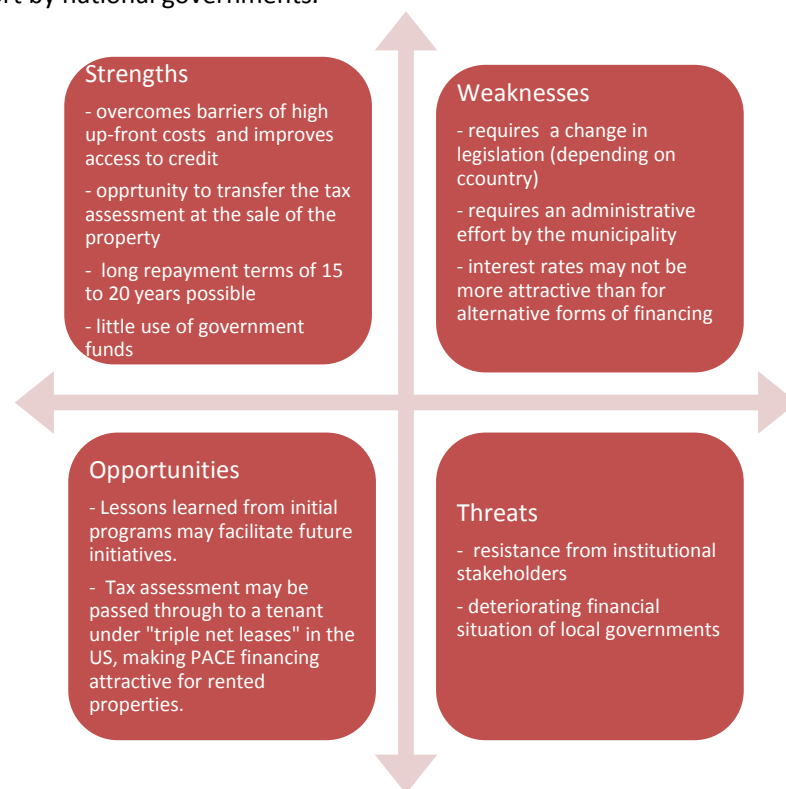 ort by national governments.
Strengths
- overcomes barriers of high
up-front costs and improves
access to credit
- opprtunity to transfer the tax
assessment at the sale of the
property
- long repayment terms of 15
to 20 years possible
- little use of government
funds
Weaknesses
- requires a change in
legislation (depending on
ccountry)
- requires an administrative
effort by the municipality
- interest rates may not be
more attractive than for
alternative forms of financing
Opportunities
- Lessons learned from initial
programs may facilitate future
initiatives.
- Tax assessment may be
passed through to a tenant
under "triple net leases" in the
US, making PACE financing
attractive for rented
properties.
Threats
- resistance from institutional
stakeholders
- deteriorating financial
situation of local governments